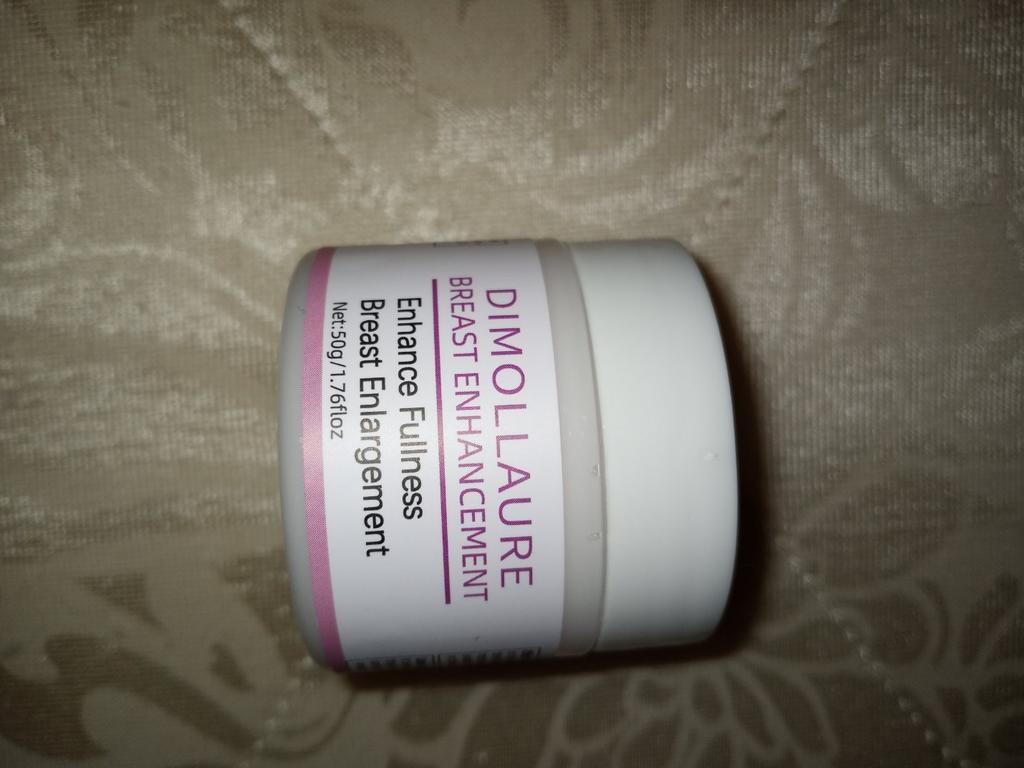 DIMOLLAURE
BREAST ENHANCEMENT
Enhance Fullness
Breast Enlargement
Net:50g/1.76floz